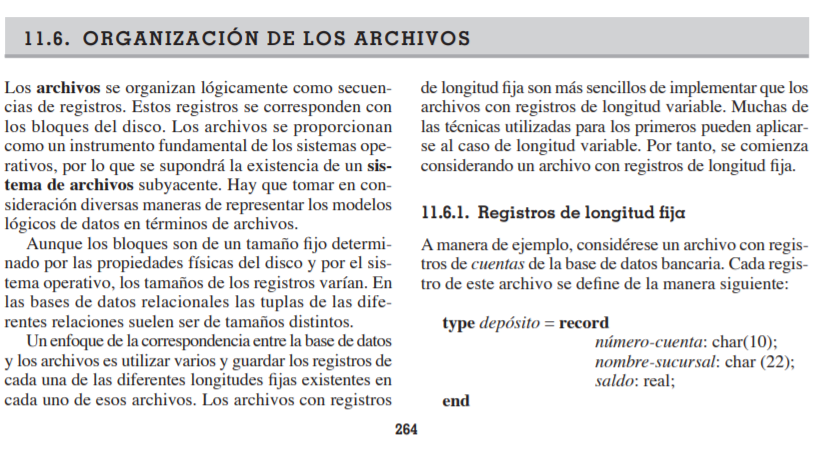 11.6. ORGANIZACIÓN DE LOS ARCHIVOS
Los archivos se organizan lógicamente como secuen-
cias de registros. Estos registros se corresponden con
los bloques del disco. Los archivos se proporcionan
como un instrumento fundamental de los sistemas ope-
rativos, por lo que se supondrá la existencia de un sis-
tema de archivos subyacente. Hay que tomar en con-
sideración diversas maneras de representar los modelos
lógicos de datos en términos de archivos.
Aunque los bloques son de un tamaño fijo determi-
nado por las propiedades físicas del disco y por el sis-
tema operativo, los tamaños de los registros varían. En
las bases de datos relacionales las tuplas de las dife-
rentes relaciones suelen ser de tamaños distintos.
Un enfoque de la correspondencia entre la base de datos
y los archivos es utilizar varios y guardar los registros de
cada una de las diferentes longitudes fijas existentes en
cada uno de esos archivos. Los archivos con registros
de longitud fija son más sencillos de implementar que los
archivos con registros de longitud variable. Muchas de
las técnicas utilizadas para los primeros pueden aplicar-
se al caso de longitud variable. Por tanto, se comienza
considerando un archivo con registros de longitud fija.
11.6.1. Registros de longitud fija
A manera de ejemplo, considérese un archivo con regis-
tros de cuentas de la base de datos bancaria. Cada regis-
tro de este archivo se define de la manera siguiente:
type depósito = record
número-cuenta: char(10);
nombre-sucursal: char (22);
saldo: real;
end
264